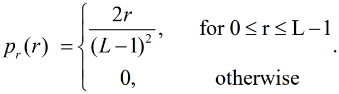 p_r(r) = { 2r / (L−1)², for 0 ≤ r ≤ L−1
0, otherwise .